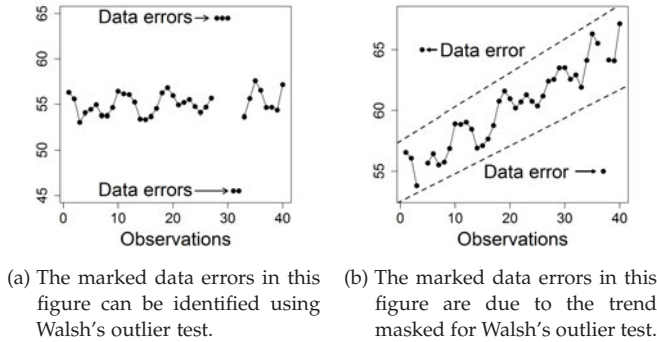 65
60
55
50
45
Data errors
Data errors
0 10 20 30 40
Observations
65
60
55
Data error
Data error
0 10 20 30 40
Observations
(a) The marked data errors in this
figure can be identified using
Walsh's outlier test.
(b) The marked data errors in this
figure are due to the trend
masked for Walsh's outlier test.